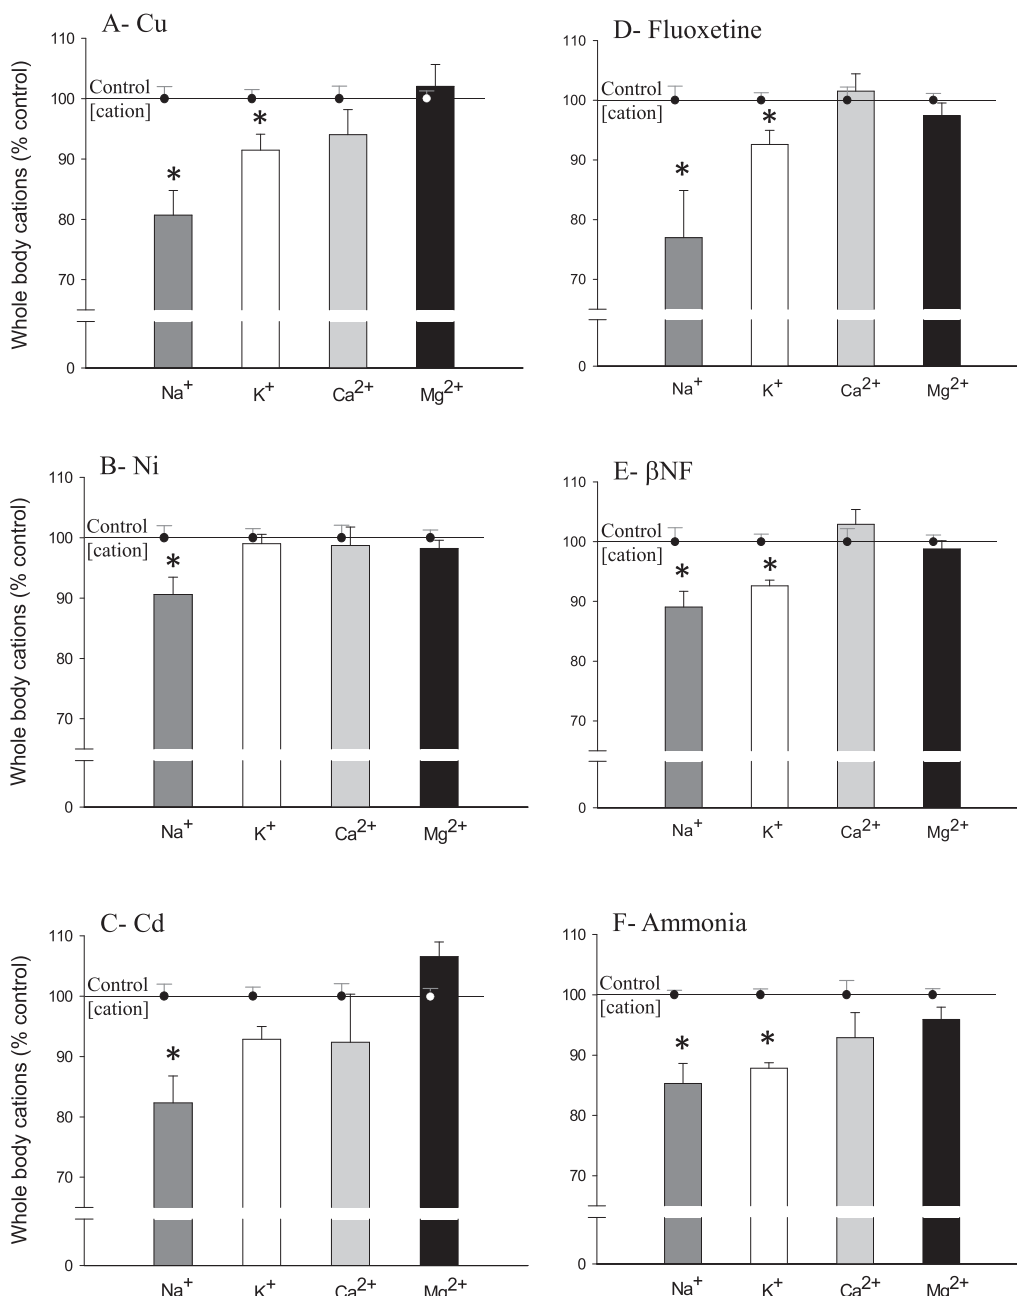 A- Cu
Whole body cations (% control)
110
100
90
80
70
0
Control
[cation]
*
*
Na+
K+
Ca2+
Mg2+
D- Fluoxetine
110
100
90
80
70
0
Control
[cation]
*
*
Na+
K+
Ca2+
Mg2+
B- Ni
Whole body cations (% control)
110
100
90
80
70
0
Control
[cation]
*
Na+
K+
Ca2+
Mg2+
E- βNF
110
100
90
80
70
0
Control
[cation]
*
*
Na+
K+
Ca2+
Mg2+
C- Cd
Whole body cations (% control)
110
100
90
80
70
0
Control
[cation]
*
Na+
K+
Ca2+
Mg2+
F- Ammonia
110
100
90
80
70
0
Control
[cation]
*
*
Na+
K+
Ca2+
Mg2+